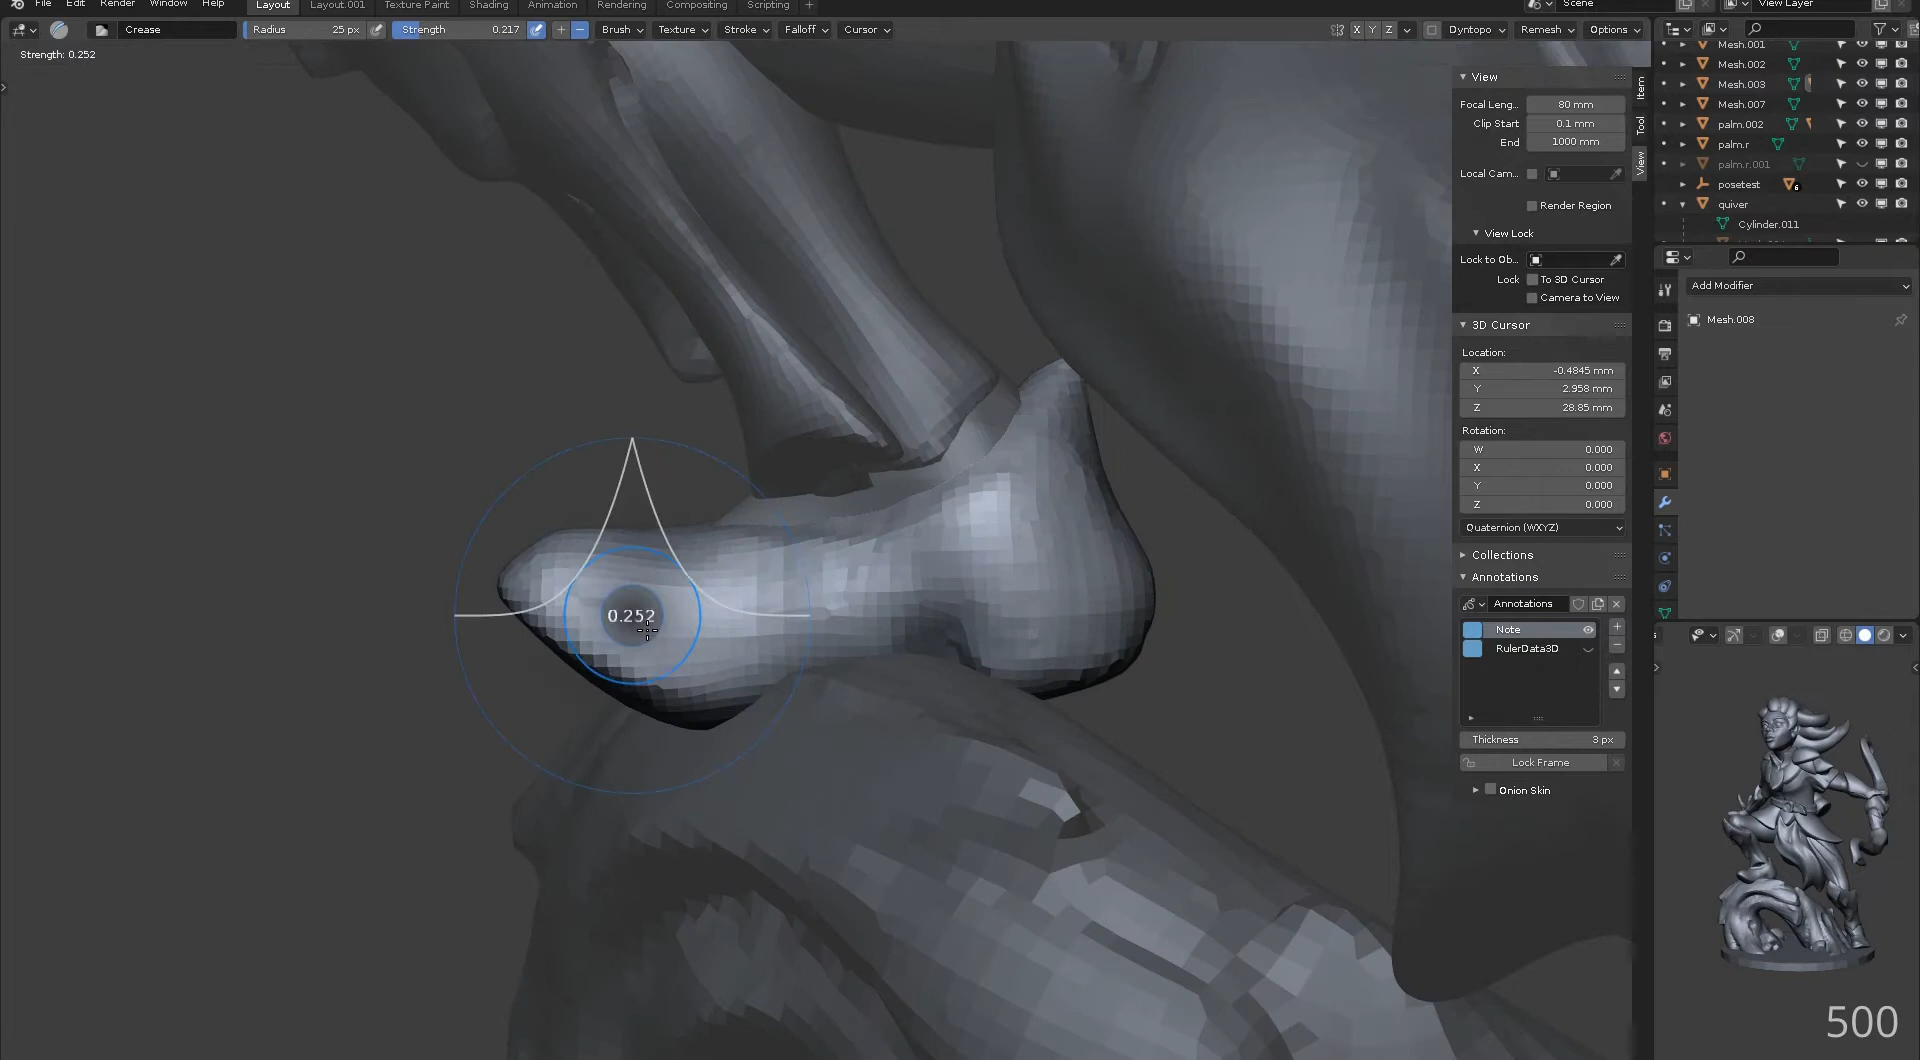 File Edit Render Window Help Layout Layout.001 Texture Paint Shading Animation Rendering Compositing Scripting + Scene View Layer
Crease Radius 25 px Strength 0.217 Brush Texture Stroke Falloff Cursor X Y Z Dyntopo Remesh Options
Strength: 0.252
0.252
View
Focal Leng... 80 mm
Clip Start 0.1 mm
End 1000 mm
Local Cam...
Render Region
View Lock
Lock to Ob...
Lock To 3D Cursor
Camera to View
3D Cursor
Location:
X -0.4845 mm
Y 2.958 mm
Z 28.85 mm
Rotation:
W 0.000
X 0.000
Y 0.000
Z 0.000
Quaternion (WXYZ)
Collections
Annotations
Annotations
Note
RulerData3D
Thickness 3 px
Lock Frame
Onion Skin
Item
Tool
View
Mesh.001
Mesh.002
Mesh.003
Mesh.007
palm.002
palm.r
palm.r.001
posetest 6
quiver
Cylinder.011
Add Modifier
Mesh.008
500